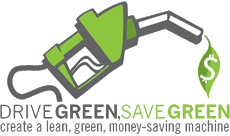 $
DRIVEGREEN,SAVEGREEN
create a lean, green, money-saving machine